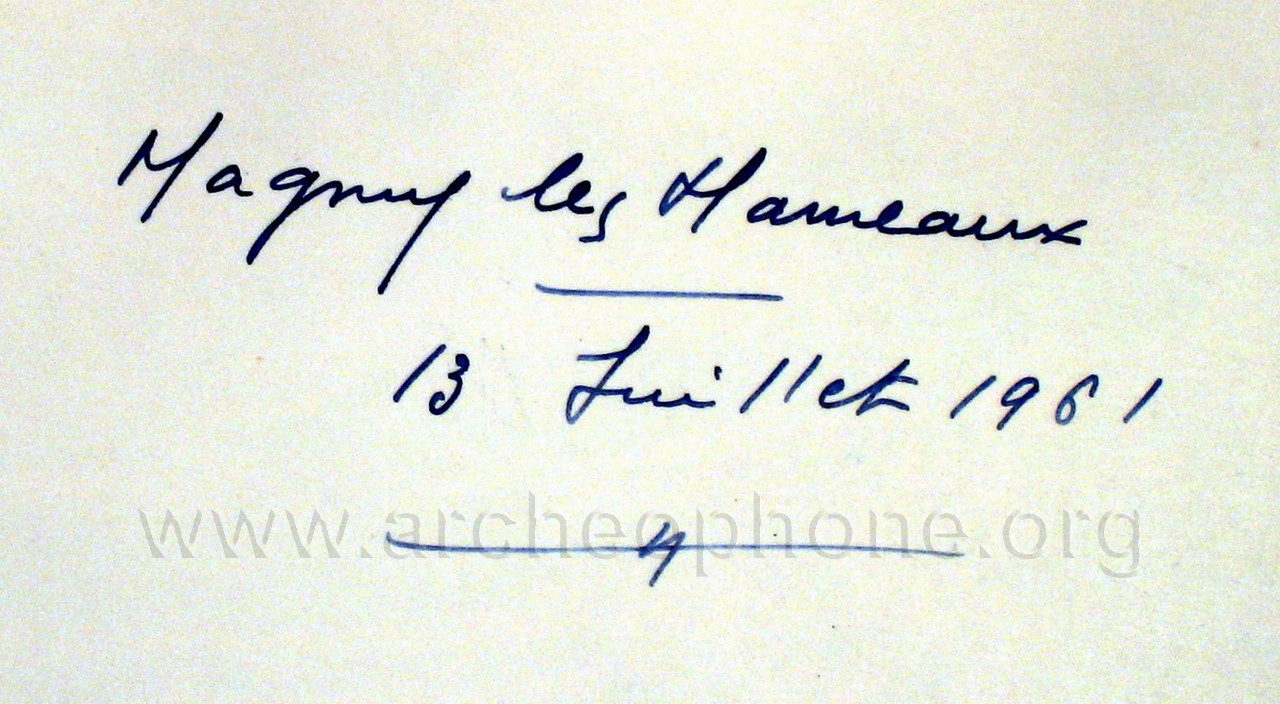 Magny les Hameaux
13 Juillet 1961
www.archeophone.org